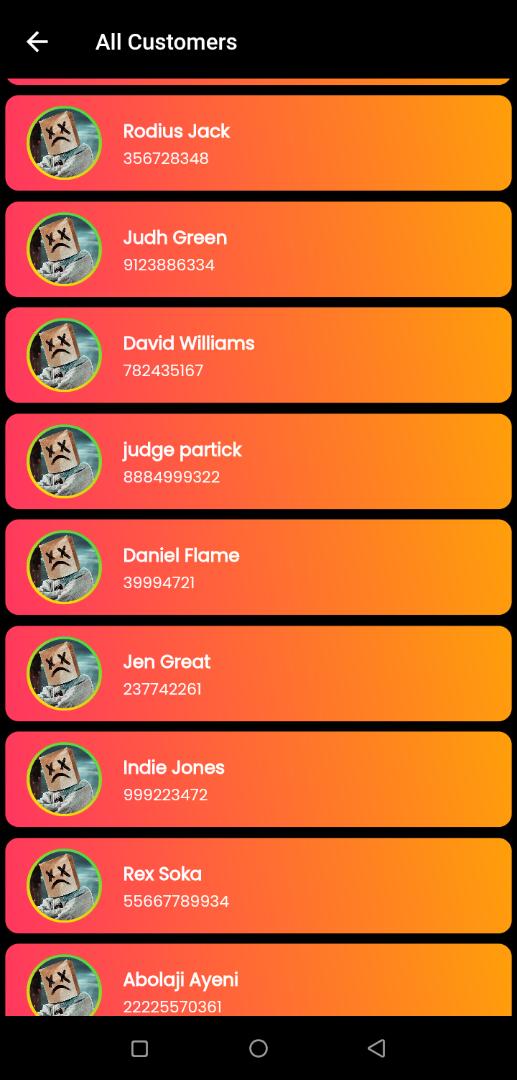 All Customers
Rodius Jack
356728348
Judh Green
9123886334
David Williams
782435167
judge partick
8884999322
Daniel Flame
39994721
Jen Great
237742261
Indie Jones
999223472
Rex Soka
55667789934
Abolaji Ayeni
22225570361